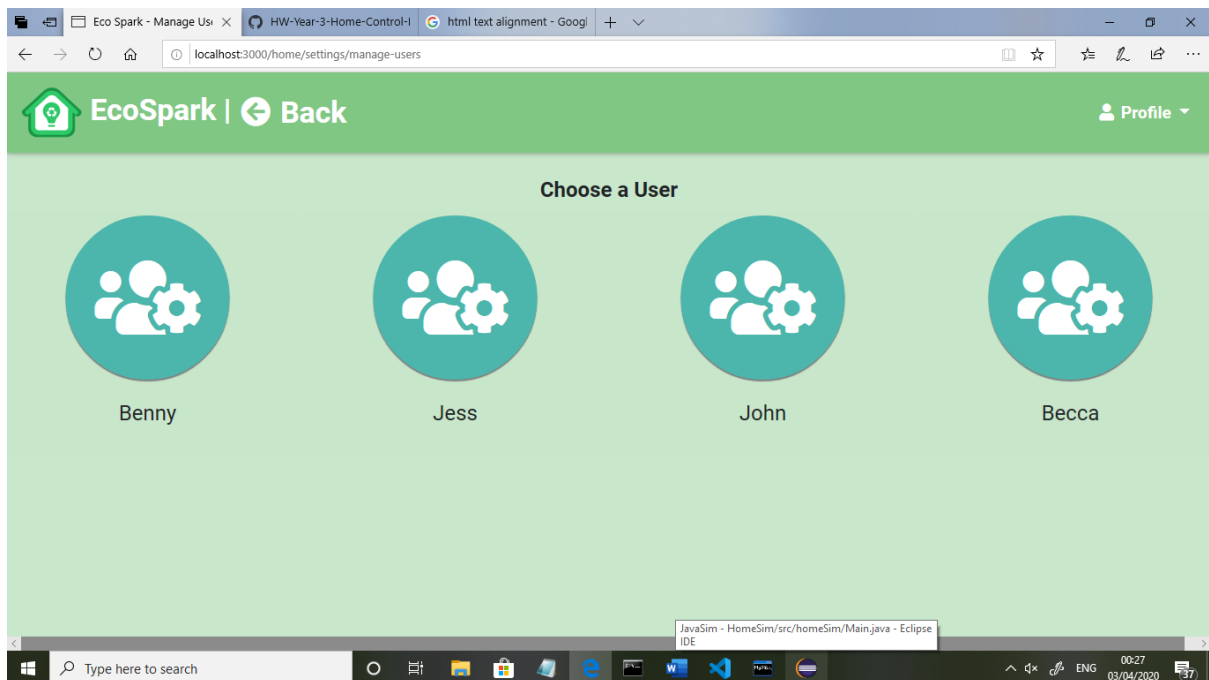 Eco Spark - Manage Use
HW-Year-3-Home-Control-I
html text alignment - Googl
localhost:3000/home/settings/manage-users
EcoSpark | Back
Profile
Choose a User
Benny
Jess
John
Becca
JavaSim - HomeSim/src/homeSim/Main.java - Eclipse
IDE
Type here to search
ENG
00:27
03/04/2020
37